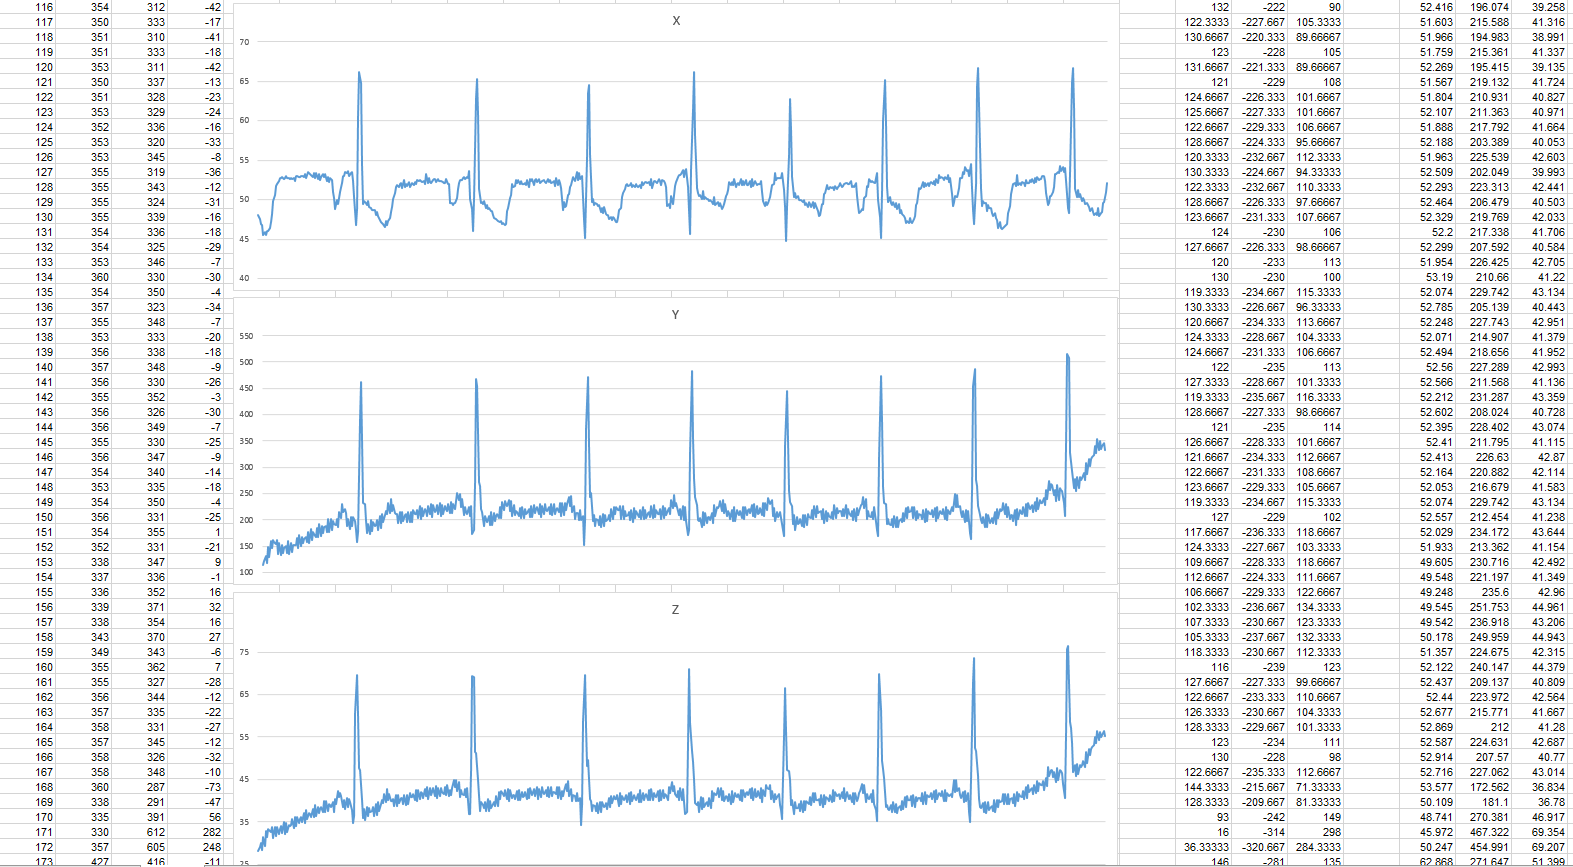 116 354 312 -42 132 -222 90 52.416 196.074 39.258
X
117 350 333 -17 122.3333 -227.667 105.3333 51.603 215.588 41.316
118 351 310 -41 130.6667 -220.333 89.66667 51.966 194.983 38.991
70
119 351 333 -18 123 -228 105 51.759 215.361 41.337
120 353 311 -42 131.6667 -221.333 89.66667 52.269 195.415 39.135
65
121 350 337 -13 121 -229 108 51.567 219.132 41.724
122 351 328 -23 124.6667 -226.333 101.6667 51.804 210.931 40.827
123 353 329 -24 125.6667 -227.333 101.6667 52.107 211.363 40.971
60
124 352 336 -16 122.6667 -229.333 106.6667 51.888 217.792 41.664
125 353 320 -33 128.6667 -224.333 95.66667 52.188 203.389 40.053
126 353 345 -8 120.3333 -232.667 112.3333 51.963 225.539 42.603
55
127 355 319 -36 130.3333 -224.667 94.33333 52.509 202.049 39.993
128 355 343 -12 122.3333 -232.667 110.3333 52.293 223.313 42.441
50
129 355 324 -31 128.6667 -226.333 97.66667 52.464 206.479 40.503
130 355 339 -16 123.6667 -231.333 107.6667 52.329 219.769 42.033
131 354 336 -18 124 -230 106 52.2 217.338 41.706
45
132 354 325 -29 127.6667 -226.333 98.66667 52.299 207.592 40.584
133 353 346 -7 120 -233 113 51.954 226.425 42.705
134 360 330 -30 130 -230 100 53.19 210.66 41.22
40
135 354 350 -4 119.3333 -234.667 115.3333 52.074 229.742 43.134
136 357 323 -34 130.3333 -226.667 96.33333 52.785 205.139 40.443
Y
137 355 348 -7 120.6667 -234.333 113.6667 52.248 227.743 42.951
138 353 333 -20 124.3333 -228.667 104.3333 52.071 214.907 41.379
550
139 356 338 -18 124.6667 -231.333 106.6667 52.494 218.656 41.952
500
140 357 348 -9 122 -235 113 52.56 227.289 42.993
141 356 330 -26 127.3333 -228.667 101.3333 52.566 211.568 41.136
450
142 355 352 -3 119.3333 -235.667 116.3333 52.212 231.287 43.359
143 356 326 -30 128.6667 -227.333 98.66667 52.602 208.024 40.728
400
144 356 349 -7 121 -235 114 52.395 228.402 43.074
350
145 355 330 -25 126.6667 -228.333 101.6667 52.41 211.795 41.115
146 356 347 -9 121.6667 -234.333 112.6667 52.413 226.63 42.87
300
147 354 340 -14 122.6667 -231.333 108.6667 52.164 220.882 42.114
148 353 335 -18 123.6667 -229.333 105.6667 52.053 216.679 41.583
250
149 354 350 -4 119.3333 -234.667 115.3333 52.074 229.742 43.134
200
150 356 331 -25 127 -229 102 52.557 212.454 41.238
151 354 355 1 117.6667 -236.333 118.6667 52.029 234.172 43.644
150
152 352 331 -21 124.3333 -227.667 103.3333 51.933 213.362 41.154
153 338 347 9 109.6667 -228.333 118.6667 49.605 230.716 42.492
100
154 337 336 -1 112.6667 -224.333 111.6667 49.548 221.197 41.349
155 336 352 16 106.6667 -229.333 122.6667 49.248 235.6 42.96
156 339 371 32 102.3333 -236.667 134.3333 49.545 251.753 44.961
Z
157 338 354 16 107.3333 -230.667 123.3333 49.542 236.918 43.206
158 343 370 27 105.3333 -237.667 132.3333 50.178 249.959 44.943
159 349 343 -6 118.3333 -230.667 112.3333 51.357 224.675 42.315
75
160 355 362 7 116 -239 123 52.122 240.147 44.379
161 355 327 -28 127.6667 -227.333 99.66667 52.437 209.137 40.809
65
162 356 344 -12 122.6667 -233.333 110.6667 52.44 223.972 42.564
163 357 335 -22 126.3333 -230.667 104.3333 52.677 215.771 41.667
164 358 331 -27 128.3333 -229.667 101.3333 52.869 212 41.28
55
165 357 345 -12 123 -234 111 52.587 224.631 42.687
166 358 326 -32 130 -228 98 52.914 207.57 40.77
167 358 348 -10 122.6667 -235.333 112.6667 52.716 227.062 43.014
45
168 360 287 -73 144.3333 -215.667 71.33333 53.577 172.562 36.834
169 338 291 -47 128.3333 -209.667 81.33333 50.109 181.1 36.78
170 335 391 56 93 -242 149 48.741 270.381 46.917
35
171 330 612 282 16 -314 298 45.972 467.322 69.354
172 357 605 248 36.33333 -320.667 284.3333 50.247 454.991 69.207
173 427 416 -11 146 -281 135 62.868 271.647 51.399
25